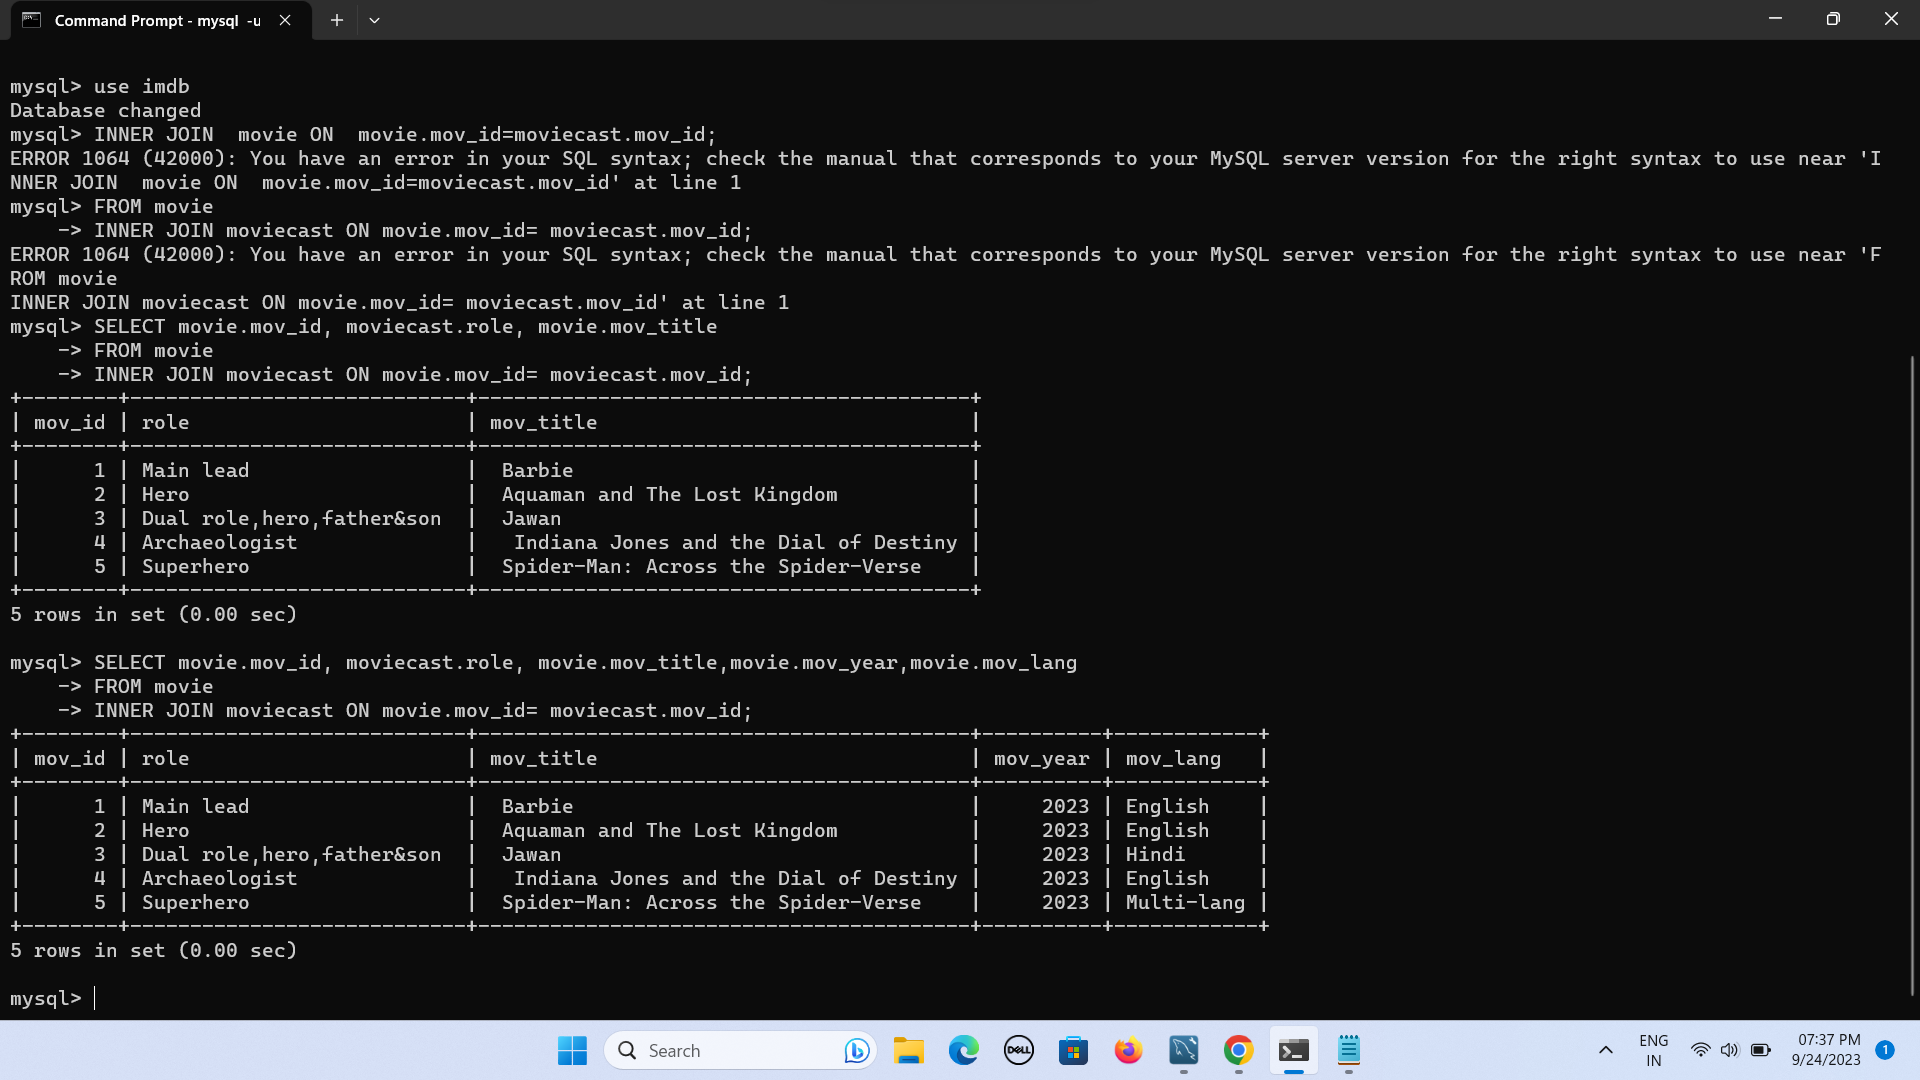 Command Prompt - mysql -u
mysql> use imdb
Database changed
mysql> INNER JOIN  movie ON  movie.mov_id=moviecast.mov_id;
ERROR 1064 (42000): You have an error in your SQL syntax; check the manual that corresponds to your MySQL server version for the right syntax to use near 'I
NNER JOIN  movie ON  movie.mov_id=moviecast.mov_id' at line 1
mysql> FROM movie
    -> INNER JOIN moviecast ON movie.mov_id= moviecast.mov_id;
ERROR 1064 (42000): You have an error in your SQL syntax; check the manual that corresponds to your MySQL server version for the right syntax to use near 'F
ROM movie
INNER JOIN moviecast ON movie.mov_id= moviecast.mov_id' at line 1
mysql> SELECT movie.mov_id, moviecast.role, movie.mov_title
    -> FROM movie
    -> INNER JOIN moviecast ON movie.mov_id= moviecast.mov_id;
+--------+----------------------------+-----------------------------------------+
| mov_id | role                       | mov_title                               |
+--------+----------------------------+-----------------------------------------+
|      1 | Main lead                  |  Barbie                                 |
|      2 | Hero                       |  Aquaman and The Lost Kingdom           |
|      3 | Dual role,hero,father&son  |  Jawan                                  |
|      4 | Archaeologist              |   Indiana Jones and the Dial of Destiny |
|      5 | Superhero                  |  Spider-Man: Across the Spider-Verse    |
+--------+----------------------------+-----------------------------------------+
5 rows in set (0.00 sec)
mysql> SELECT movie.mov_id, moviecast.role, movie.mov_title,movie.mov_year,movie.mov_lang
    -> FROM movie
    -> INNER JOIN moviecast ON movie.mov_id= moviecast.mov_id;
+--------+----------------------------+-----------------------------------------+----------+------------+
| mov_id | role                       | mov_title                               | mov_year | mov_lang   |
+--------+----------------------------+-----------------------------------------+----------+------------+
|      1 | Main lead                  |  Barbie                                 |     2023 | English    |
|      2 | Hero                       |  Aquaman and The Lost Kingdom           |     2023 | English    |
|      3 | Dual role,hero,father&son  |  Jawan                                  |     2023 | Hindi      |
|      4 | Archaeologist              |   Indiana Jones and the Dial of Destiny |     2023 | English    |
|      5 | Superhero                  |  Spider-Man: Across the Spider-Verse    |     2023 | Multi-lang |
+--------+----------------------------+-----------------------------------------+----------+------------+
5 rows in set (0.00 sec)
mysql>
Search
DELL
ENG
IN
07:37 PM
9/24/2023
1